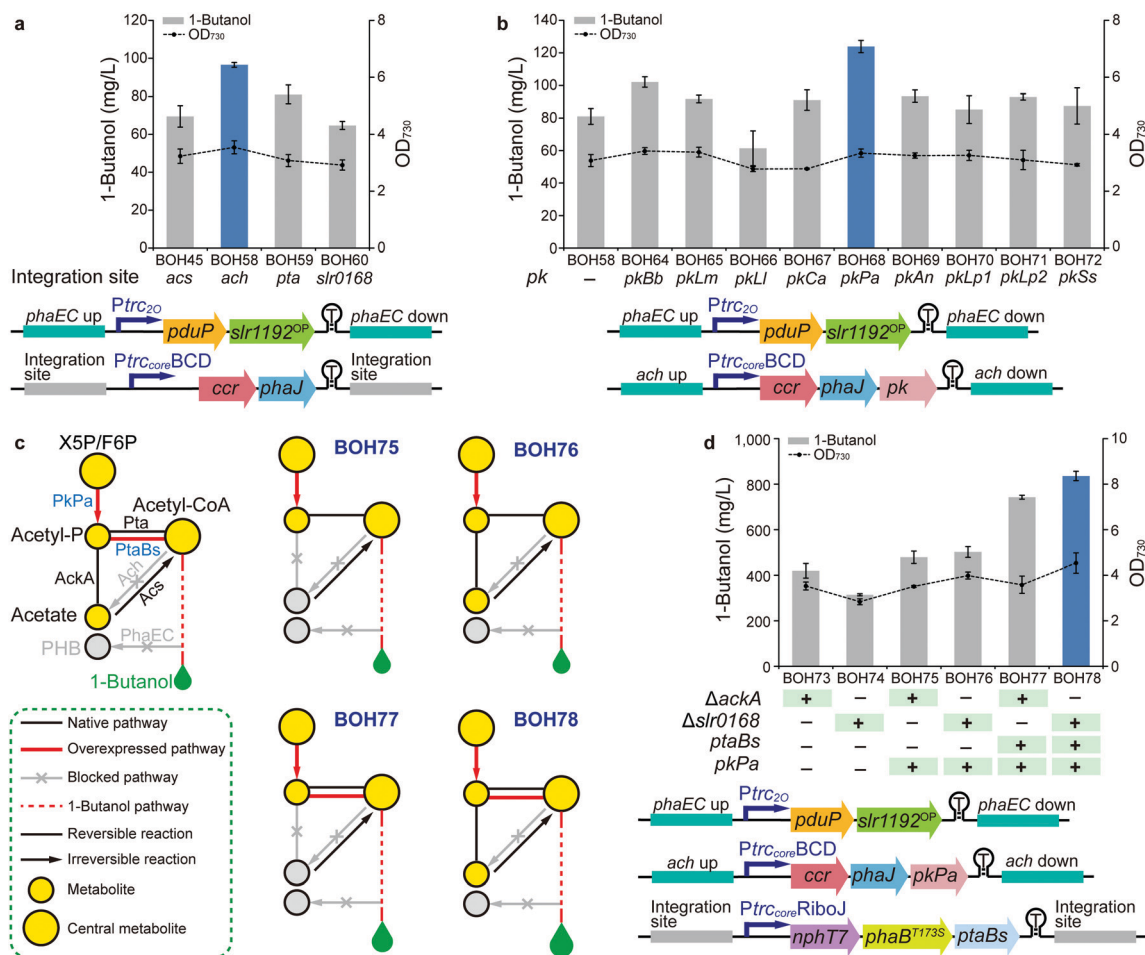 a
1-Butanol
OD730
120
100
80
60
40
20
0
1-Butanol (mg/L)
8
6
4
2
0
OD730
BOH45 BOH58 BOH59 BOH60
Integration site acs ach pta slr0168
phaEC up Ptrc2O pduP slr1192OP T phaEC down
Integration site PtrccoreBCD ccr phaJ T Integration site
b
1-Butanol
OD730
140
120
100
80
60
40
20
0
1-Butanol (mg/L)
8
6
4
2
0
OD730
BOH58 BOH64 BOH65 BOH66 BOH67 BOH68 BOH69 BOH70 BOH71 BOH72
pk – pkBb pkLm pkLl pkCa pkPa pkAn pkLp1 pkLp2 pkSs
phaEC up Ptrc2O pduP slr1192OP T phaEC down
ach up PtrccoreBCD ccr phaJ pk T ach down
c
X5P/F6P
PkPa
Acetyl-CoA
Pta
Acetyl-P
PtaBs
AckA
Ach
Acs
Acetate
PHB
PhaEC
1-Butanol
BOH75
BOH76
BOH77
BOH78
Native pathway
Overexpressed pathway
Blocked pathway
1-Butanol pathway
Reversible reaction
Irreversible reaction
Metabolite
Central metabolite
d
1-Butanol
OD730
1,000
800
600
400
200
0
1-Butanol (mg/L)
10
8
6
4
2
0
OD730
BOH73 BOH74 BOH75 BOH76 BOH77 BOH78
ΔackA + – + – + –
Δslr0168 – + – + – +
ptaBs – – – – + +
pkPa – – + + + +
phaEC up Ptrc2O pduP slr1192OP T phaEC down
ach up PtrccoreBCD ccr phaJ pkPa T ach down
Integration site PtrccoreRiboJ nphT7 phaBT173S ptaBs T Integration site